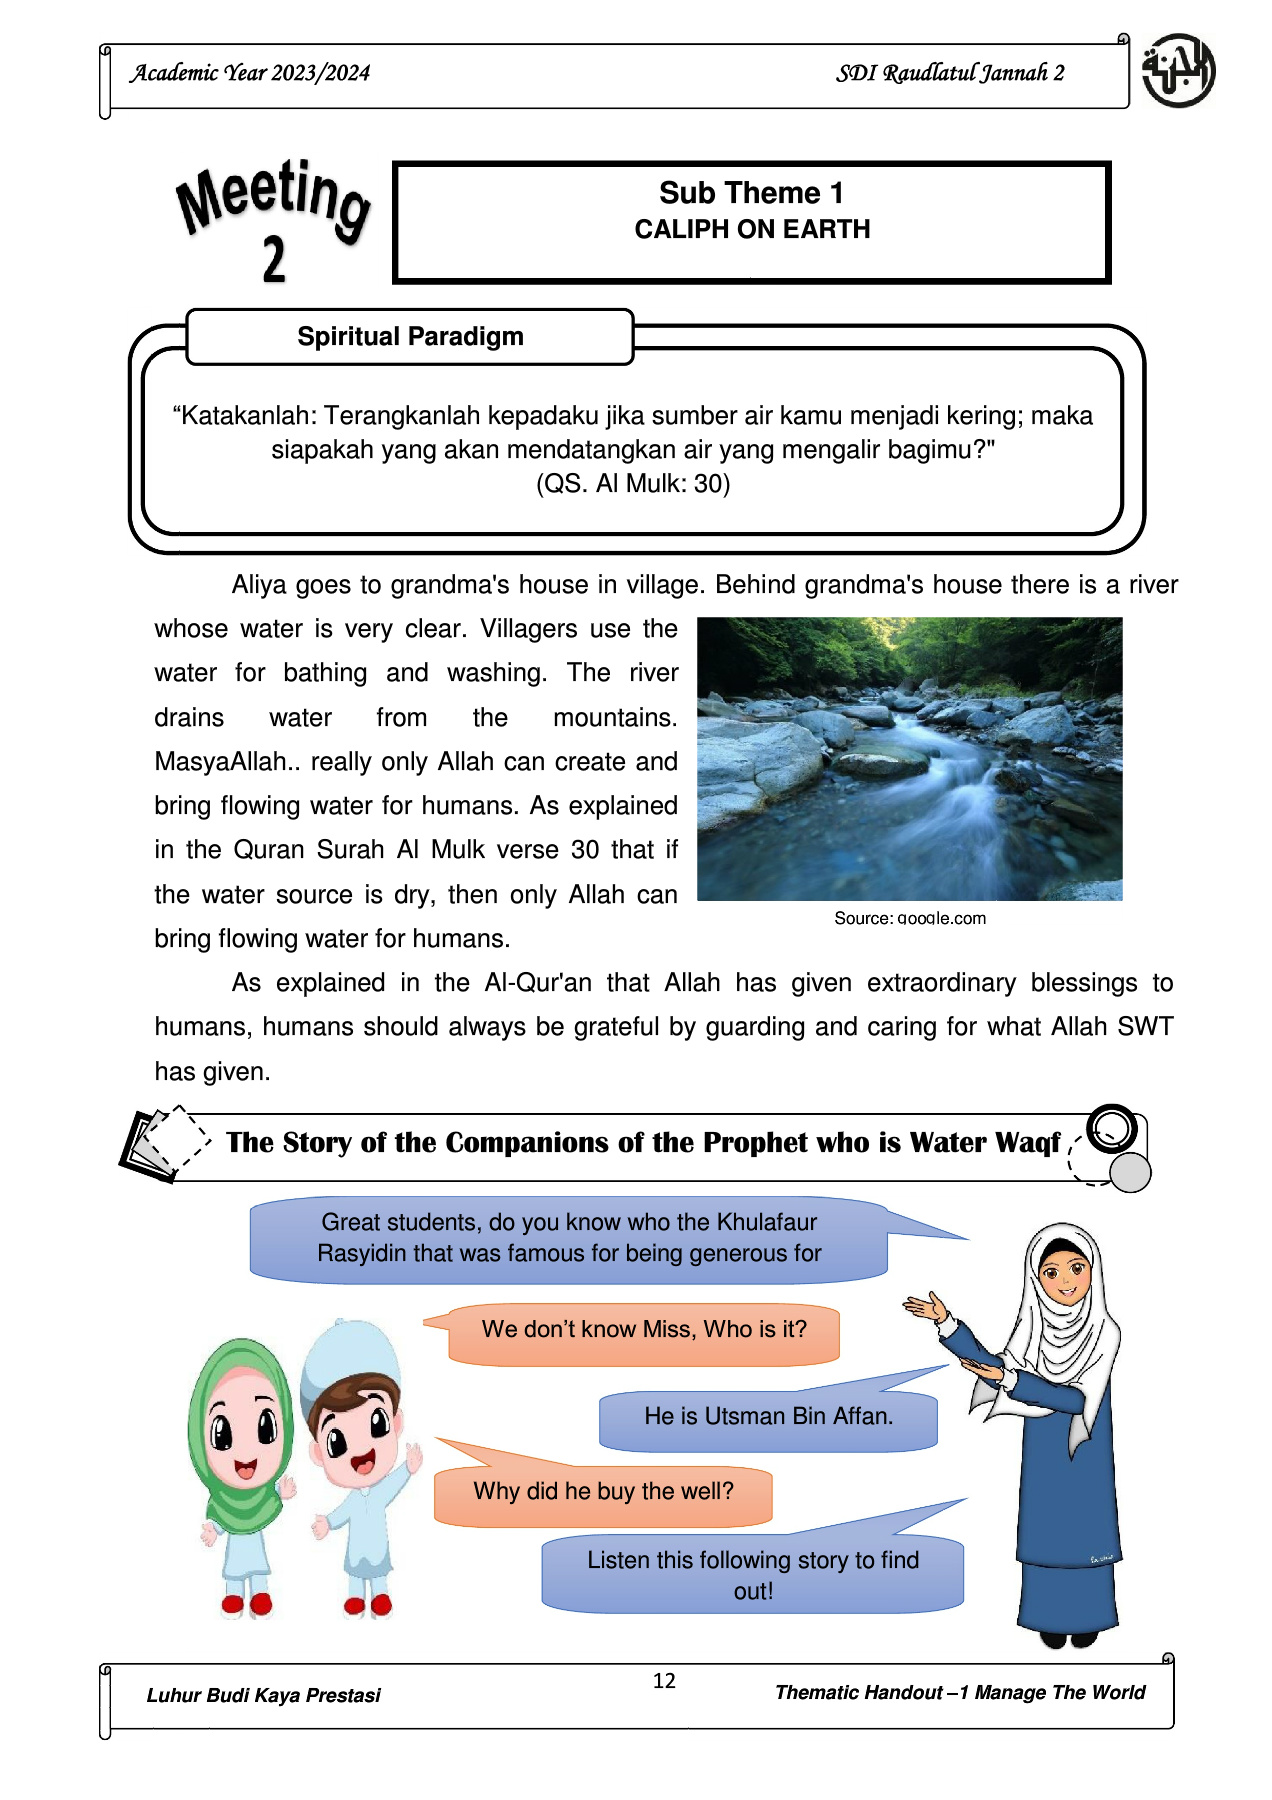 Academic Year 2023/2024
SDI Raudlatul Jannah 2
Meeting
2
Sub Theme 1
CALIPH ON EARTH
Spiritual Paradigm
“Katakanlah: Terangkanlah kepadaku jika sumber air kamu menjadi kering; maka
siapakah yang akan mendatangkan air yang mengalir bagimu?"
(QS. Al Mulk: 30)
Aliya goes to grandma's house in village. Behind grandma's house there is a river
whose water is very clear. Villagers use the
water for bathing and washing. The river
drains water from the mountains.
MasyaAllah.. really only Allah can create and
bring flowing water for humans. As explained
in the Quran Surah Al Mulk verse 30 that if
the water source is dry, then only Allah can
bring flowing water for humans.
Source: google.com
As explained in the Al-Qur'an that Allah has given extraordinary blessings to
humans, humans should always be grateful by guarding and caring for what Allah SWT
has given.
The Story of the Companions of the Prophet who is Water Waqf
Great students, do you know who the Khulafaur
Rasyidin that was famous for being generous for
We don’t know Miss, Who is it?
He is Utsman Bin Affan.
Why did he buy the well?
Listen this following story to find
out!
12
Luhur Budi Kaya Prestasi
Thematic Handout –1 Manage The World